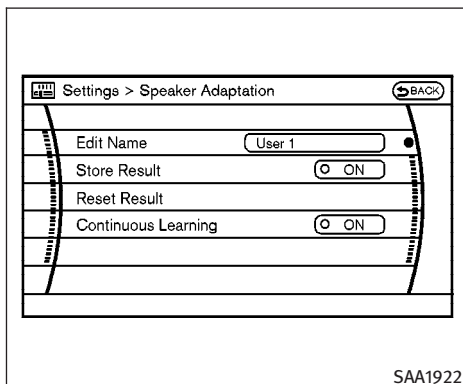 Settings > Speaker Adaptation BACK
Edit Name User 1
Store Result ON
Reset Result
Continuous Learning ON
SAA1922